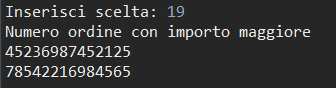 Inserisci scelta: 19
Numero ordine con importo maggiore
45236987452125
78542216984565